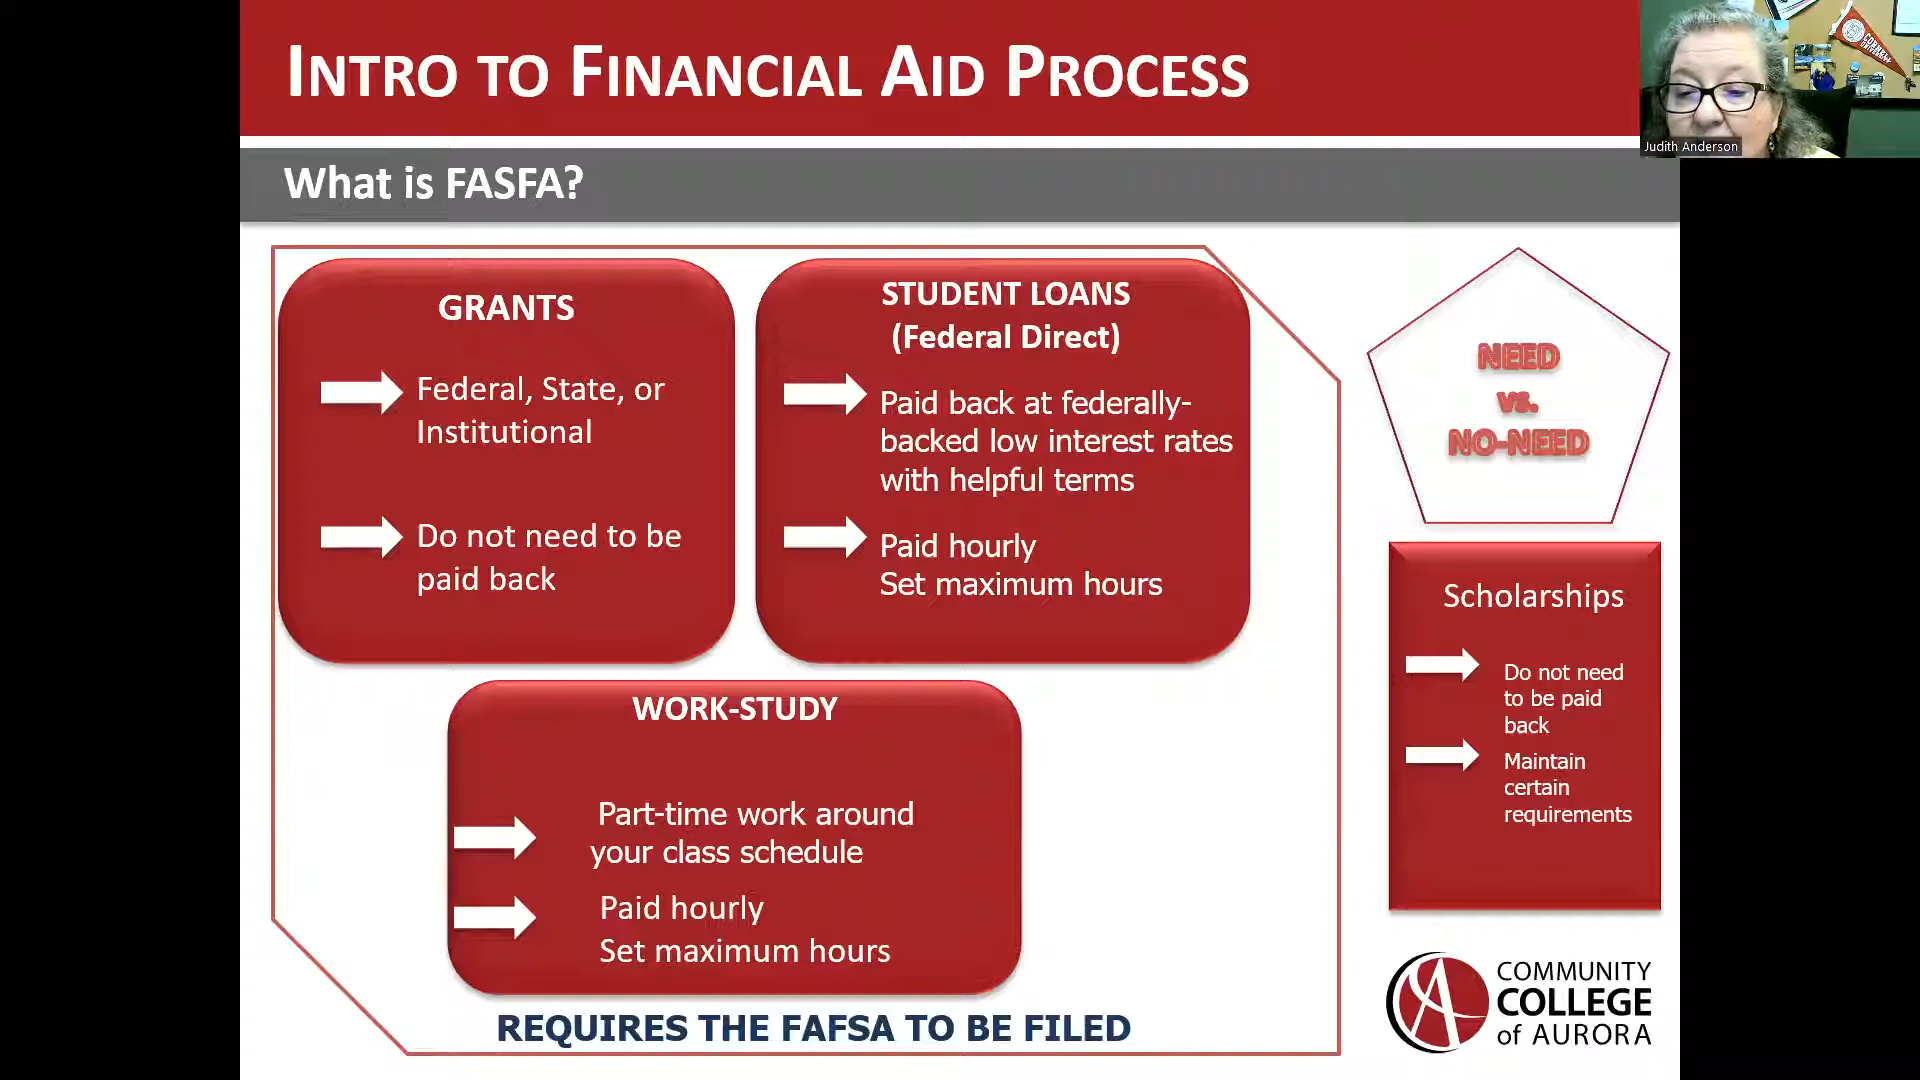 INTRO TO FINANCIAL AID PROCESS
What is FASFA?
GRANTS
Federal, State, or
Institutional
Do not need to be
paid back
STUDENT LOANS
(Federal Direct)
Paid back at federally-
backed low interest rates
with helpful terms
Paid hourly
Set maximum hours
WORK-STUDY
Part-time work around
your class schedule
Paid hourly
Set maximum hours
REQUIRES THE FAFSA TO BE FILED
NEED
vs.
NO-NEED
Scholarships
Do not need
to be paid
back
Maintain
certain
requirements
COMMUNITY
COLLEGE
of AURORA
CORNELL
Judith Anderson